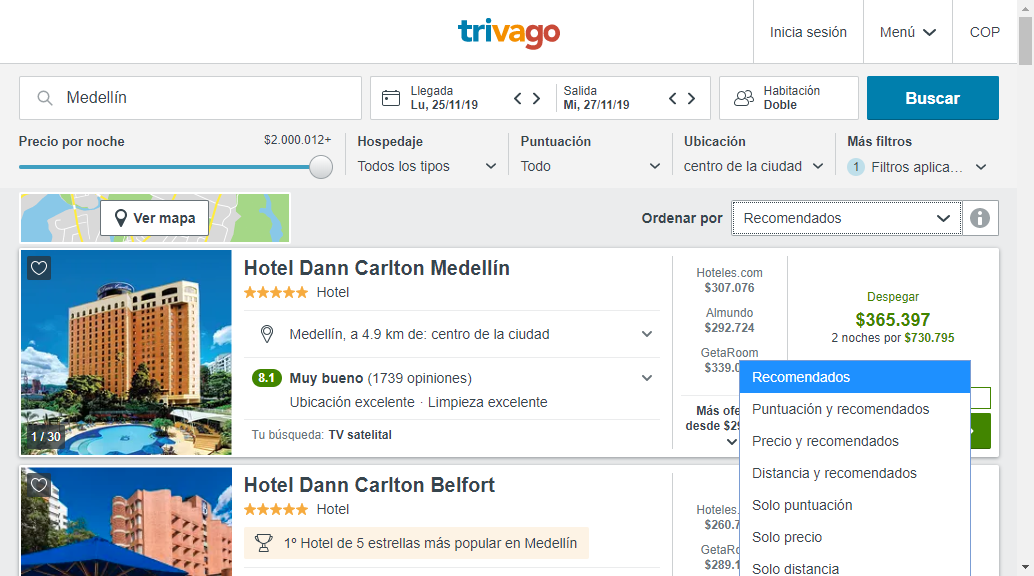 trivago
Inicia sesión
Menú
COP
Medellín
Llegada
Lu, 25/11/19
Salida
Mi, 27/11/19
Habitación
Doble
Buscar
Precio por noche
$2.000.012+
Hospedaje
Todos los tipos
Puntuación
Todo
Ubicación
centro de la ciudad
Más filtros
1 Filtros aplica…
Ver mapa
Ordenar por
Recomendados
Hotel Dann Carlton Medellín
Hotel
Medellín, a 4.9 km de: centro de la ciudad
8.1 Muy bueno (1739 opiniones)
Ubicación excelente · Limpieza excelente
Tu búsqueda: TV satelital
1 / 30
Hoteles.com
$307.076
Almundo
$292.724
GetaRoom
$339.0
Más ofe
desde $29
Despegar
$365.397
2 noches por $730.795
Recomendados
Puntuación y recomendados
Precio y recomendados
Distancia y recomendados
Solo puntuación
Solo precio
Solo distancia
Hotel Dann Carlton Belfort
Hotel
1º Hotel de 5 estrellas más popular en Medellín
Hoteles.
$260.7
GetaRo
$289.1